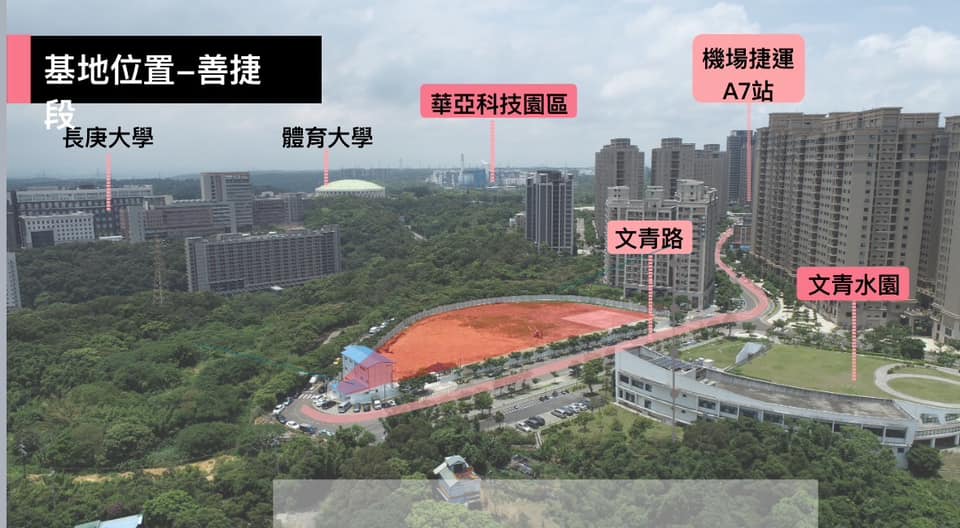 基地位置–善捷
段
長庚大學
體育大學
華亞科技園區
機場捷運
A7站
文青路
文青水園